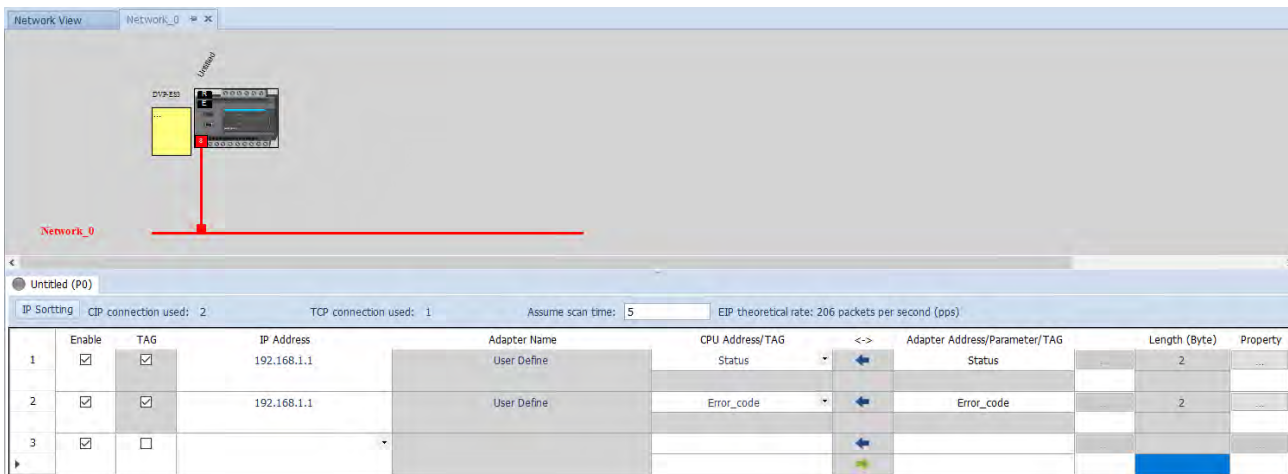 Network View Network_0
Untitled
DVP-ES3
R
E
...
Network_0
Untitled (P0)
IP Sortting CIP connection used: 2 TCP connection used: 1 Assume scan time: 5 EIP theoretical rate: 206 packets per second (pps)
Enable TAG IP Address Adapter Name CPU Address/TAG <-> Adapter Address/Parameter/TAG Length (Byte) Property
1 192.168.1.1 User Define Status Status ... 2 ...
2 192.168.1.1 User Define Error_code Error_code ... 2 ...
3 ... ...